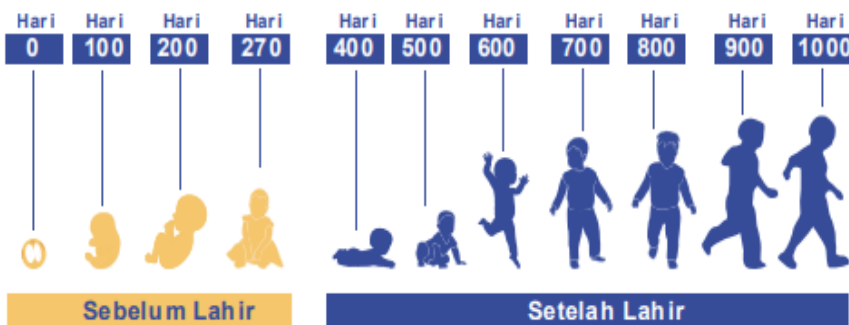 Hari Hari Hari Hari Hari Hari Hari Hari Hari Hari Hari
0 100 200 270 400 500 600 700 800 900 1000
Sebelum Lahir Setelah Lahir